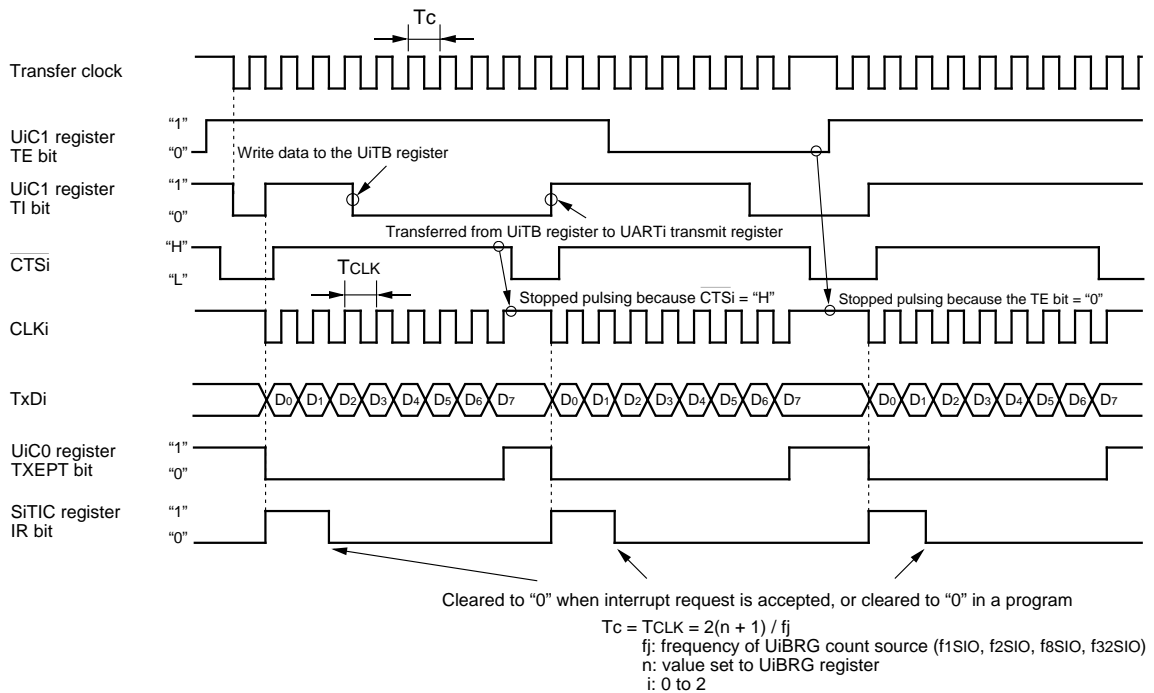 Tc
Transfer clock
UiC1 register
TE bit
“1”
“0”
Write data to the UiTB register
UiC1 register
TI bit
“1”
“0”
Transferred from UiTB register to UARTi transmit register
CTSi
“H”
“L”
TCLK
Stopped pulsing because CTSi = “H”
Stopped pulsing because the TE bit = “0”
CLKi
TxDi
D0 D1 D2 D3 D4 D5 D6 D7 D0 D1 D2 D3 D4 D5 D6 D7 D0 D1 D2 D3 D4 D5 D6 D7
UiC0 register
TXEPT bit
“1”
“0”
SiTIC register
IR bit
“1”
“0”
Cleared to “0” when interrupt request is accepted, or cleared to “0” in a program
Tc = TCLK = 2(n + 1) / fj
fj: frequency of UiBRG count source (f1SIO, f2SIO, f8SIO, f32SIO)
n: value set to UiBRG register
i: 0 to 2